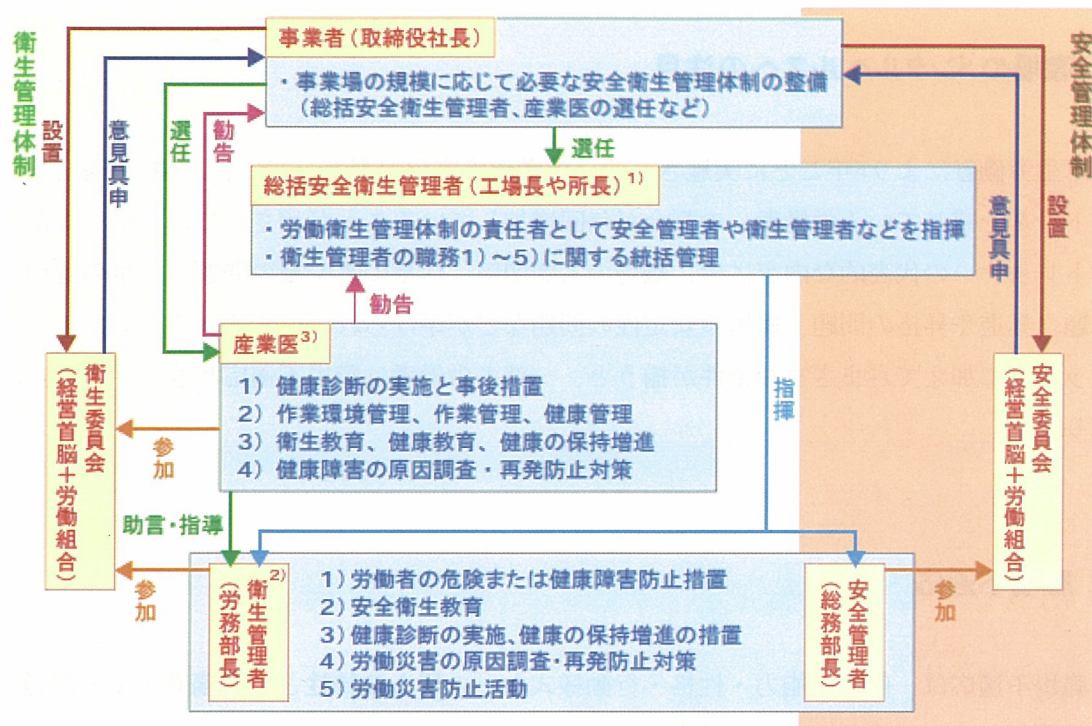 衛生管理体制
安全管理体制
事業者(取締役社長)
・事業場の規模に応じて必要な安全衛生管理体制の整備
(総括安全衛生管理者、産業医の選任など)
設置
意見具申
選任
勧告
選任
総括安全衛生管理者(工場長や所長)1)
・労働衛生管理体制の責任者として安全管理者や衛生管理者などを指揮
・衛生管理者の職務1)~5)に関する統括管理
意見具申
設置
勧告
産業医3)
1)健康診断の実施と事後措置
2)作業環境管理、作業管理、健康管理
3)衛生教育、健康教育、健康の保持増進
4)健康障害の原因調査・再発防止対策
指揮
衛生委員会
(経営首脳+労働組合)
参加
安全委員会
(経営首脳+労働組合)
助言・指導
参加
衛生管理者2)
(労務部長)
1)労働者の危険または健康障害防止措置
2)安全衛生教育
3)健康診断の実施、健康の保持増進の措置
4)労働災害の原因調査・再発防止対策
5)労働災害防止活動
安全管理者
(総務部長)
参加